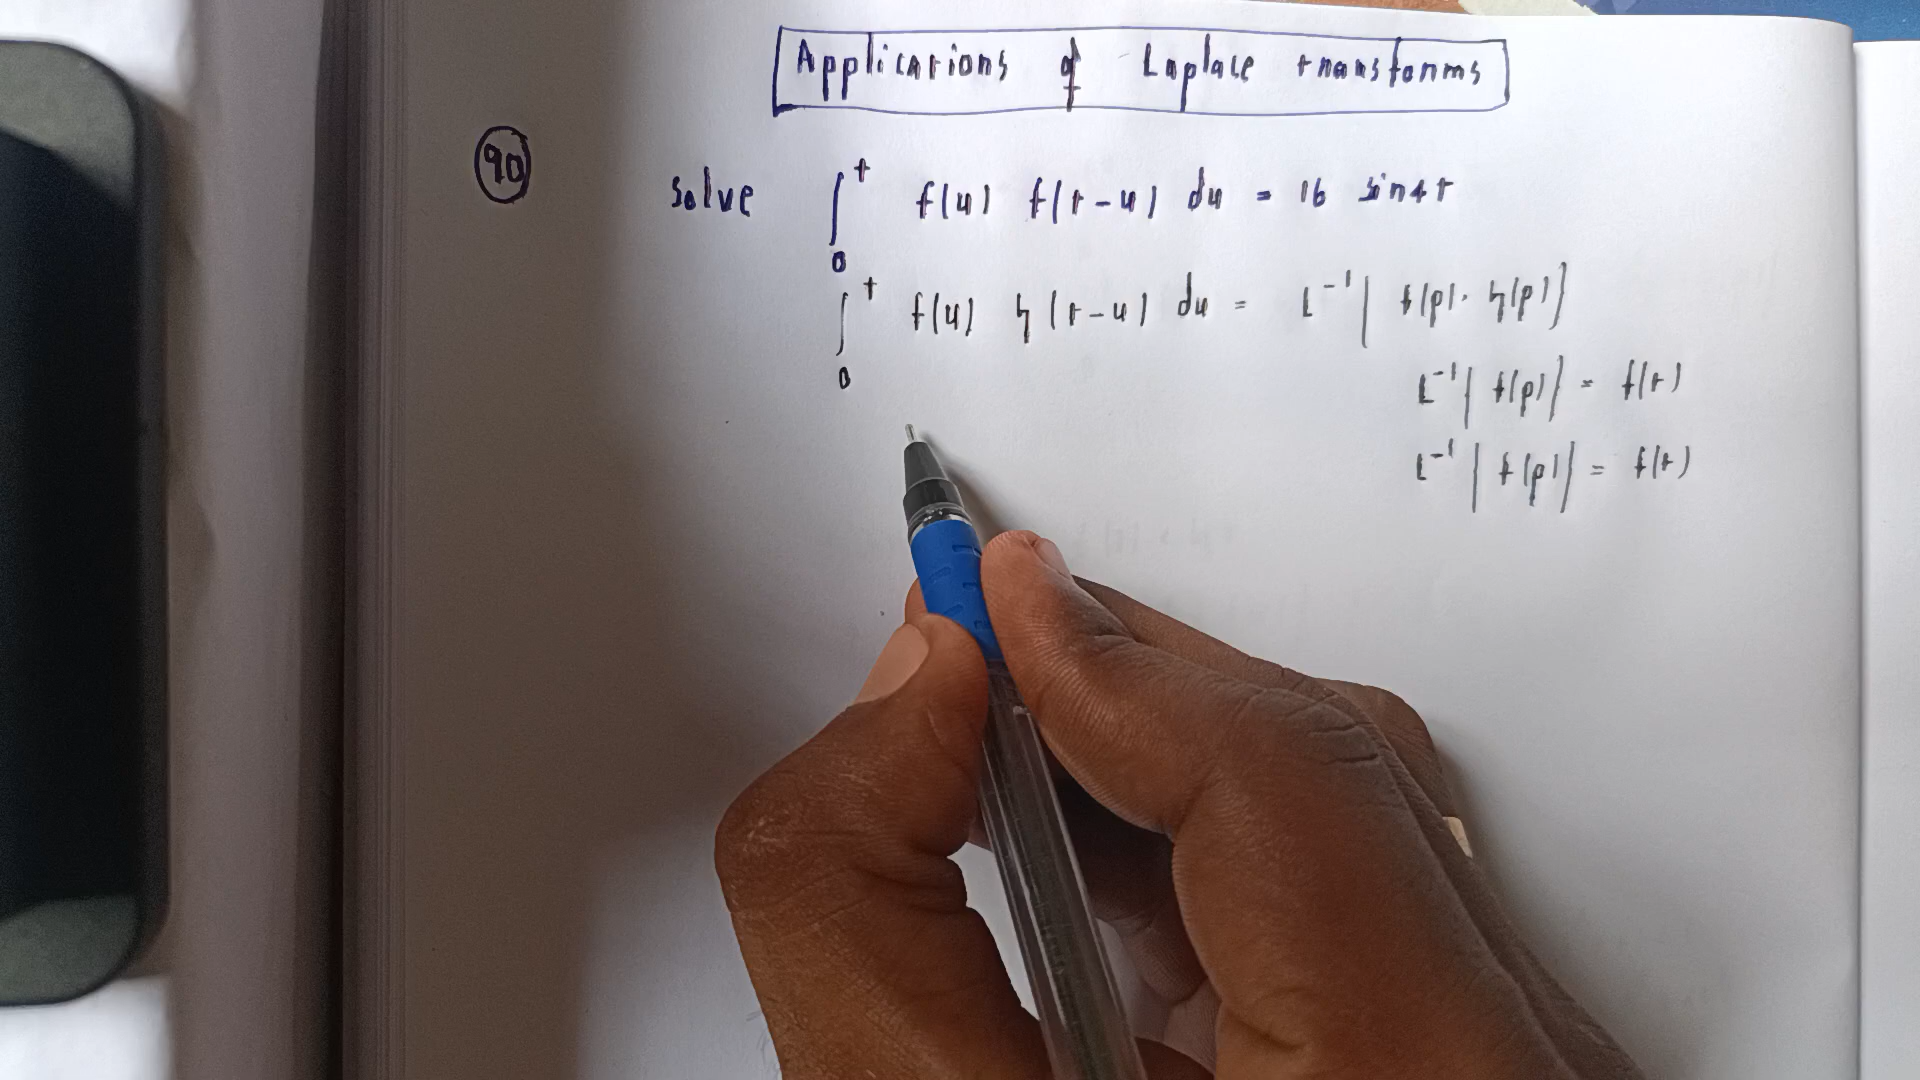 Applications of Laplace transforms
90
Solve ∫₀ᵗ f(u) f(t-u) du = 16 sin4t
∫₀ᵗ f(u) g(t-u) du = L⁻¹{ f(p). g(p)}
L⁻¹{ f(p)} = f(t)
L⁻¹{ f(p)} = f(t)